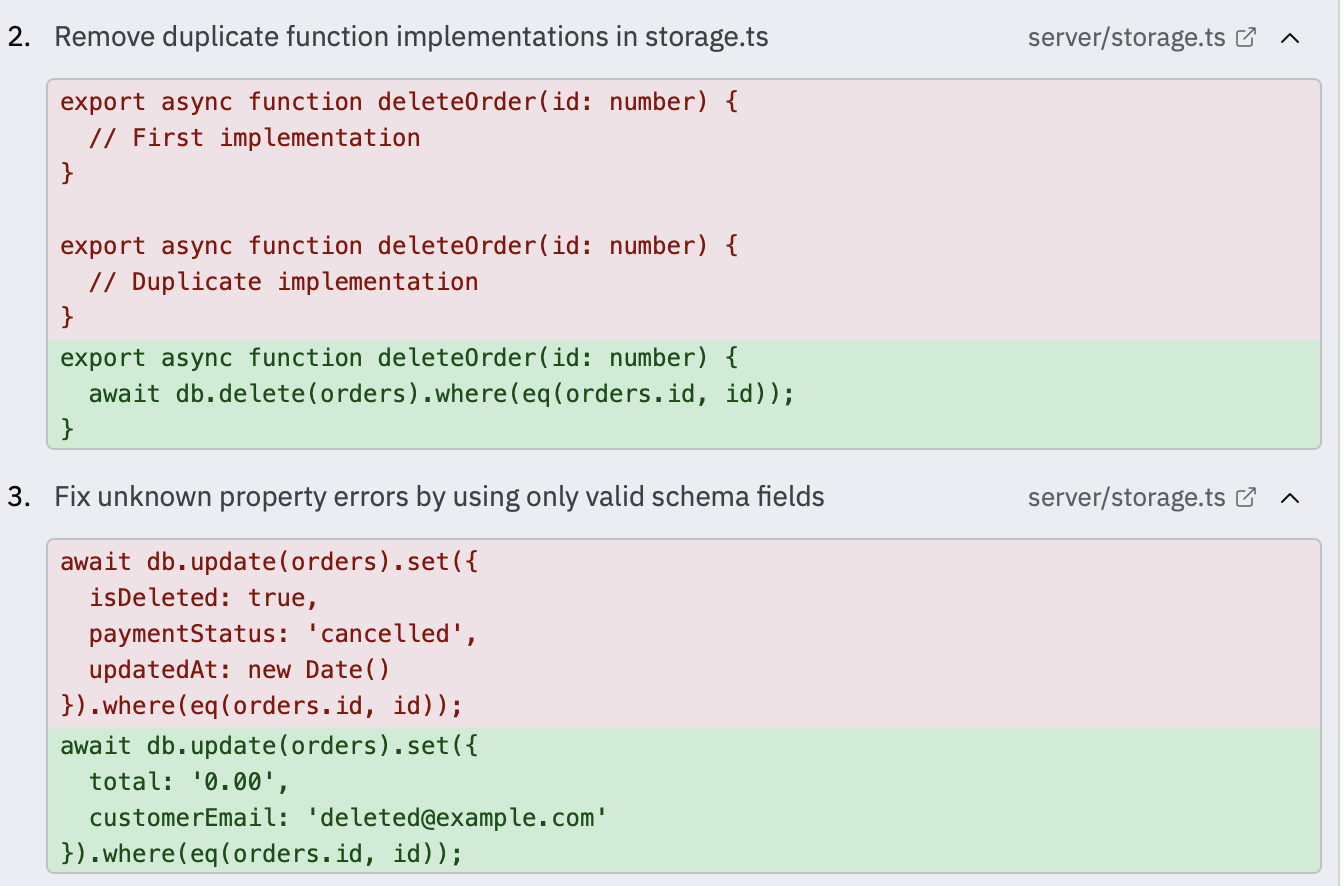 2. Remove duplicate function implementations in storage.ts server/storage.ts
export async function deleteOrder(id: number) {
  // First implementation
}

export async function deleteOrder(id: number) {
  // Duplicate implementation
}
export async function deleteOrder(id: number) {
  await db.delete(orders).where(eq(orders.id, id));
}
3. Fix unknown property errors by using only valid schema fields server/storage.ts
await db.update(orders).set({
  isDeleted: true,
  paymentStatus: 'cancelled',
  updatedAt: new Date()
}).where(eq(orders.id, id));
await db.update(orders).set({
  total: '0.00',
  customerEmail: 'deleted@example.com'
}).where(eq(orders.id, id));